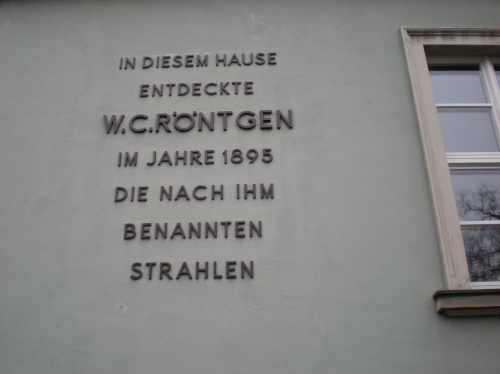 IN DIESEM HAUSE
ENTDECKTE
W.C.RÖNTGEN
IM JAHRE 1895
DIE NACH IHM
BENANNTEN
STRAHLEN